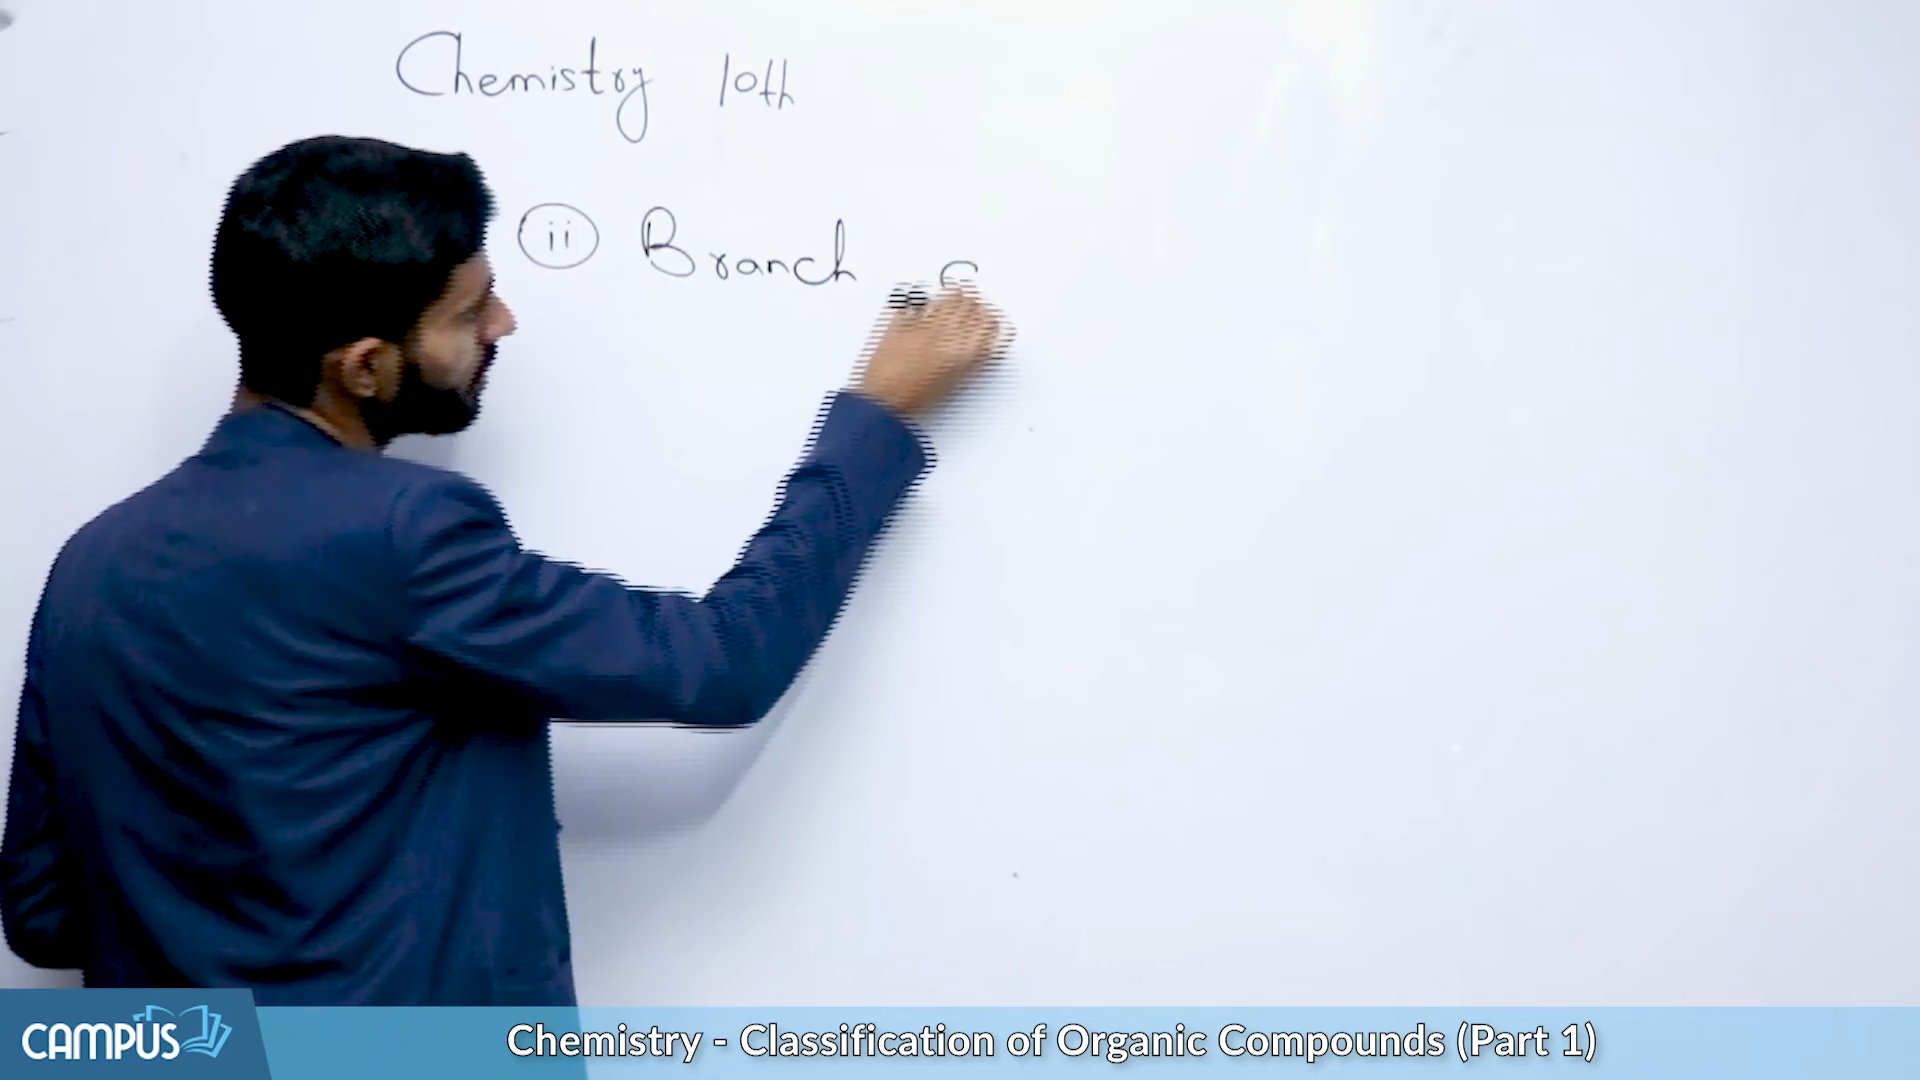 Chemistry 10th
ii Branch
CAMPUS
Chemistry - Classification of Organic Compounds (Part 1)